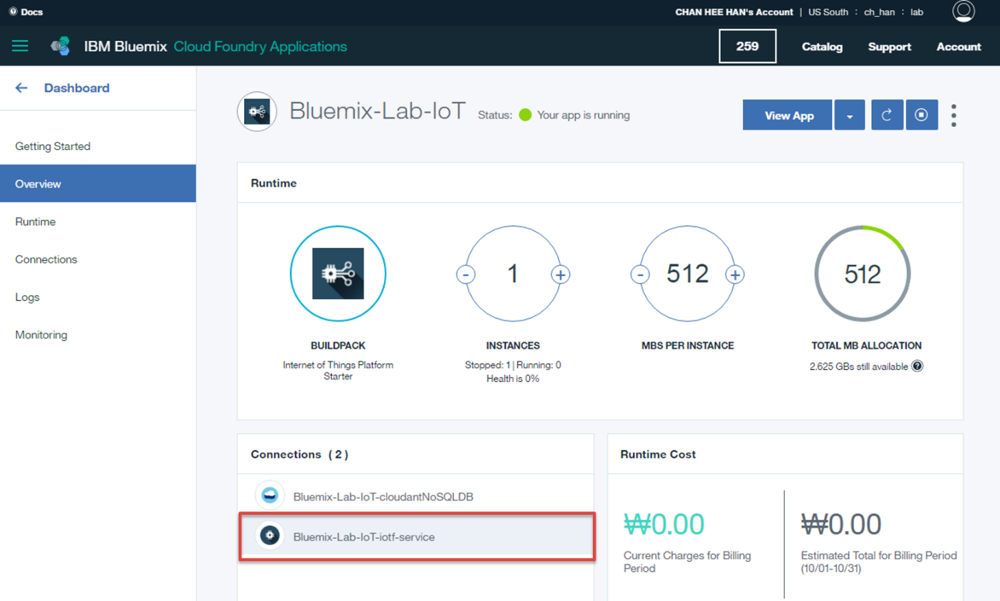 Docs
CHAN HEE HAN's Account | US South : ch_han : lab
IBM Bluemix Cloud Foundry Applications
259
Catalog
Support
Account
Dashboard
Getting Started
Overview
Runtime
Connections
Logs
Monitoring
Bluemix-Lab-IoT
Status: Your app is running
View App
Runtime
1
512
512
BUILDPACK
Internet of Things Platform
Starter
INSTANCES
Stopped: 1 | Running: 0
Health is 0%
MBS PER INSTANCE
TOTAL MB ALLOCATION
2.625 GBs still available
Connections (2)
Bluemix-Lab-IoT-cloudantNoSQLDB
Bluemix-Lab-IoT-iotf-service
Runtime Cost
₩0.00
Current Charges for Billing
Period
₩0.00
Estimated Total for Billing Period
(10/01-10/31)